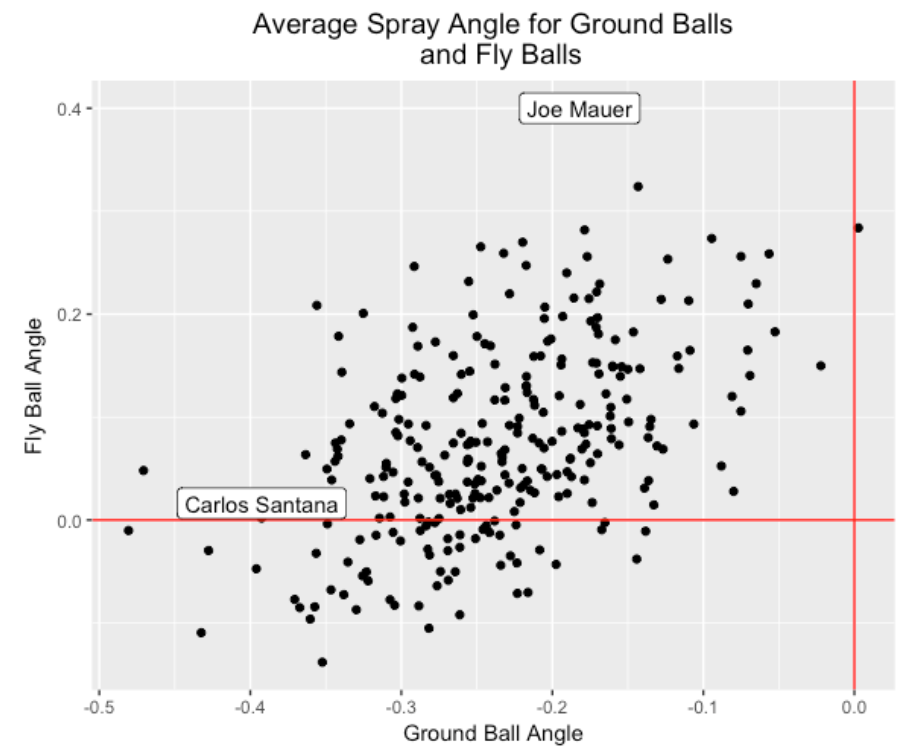 Average Spray Angle for Ground Balls
and Fly Balls
Joe Mauer
Carlos Santana
Fly Ball Angle
0.4
0.2
0.0
-0.5
-0.4
-0.3
-0.2
-0.1
0.0
Ground Ball Angle